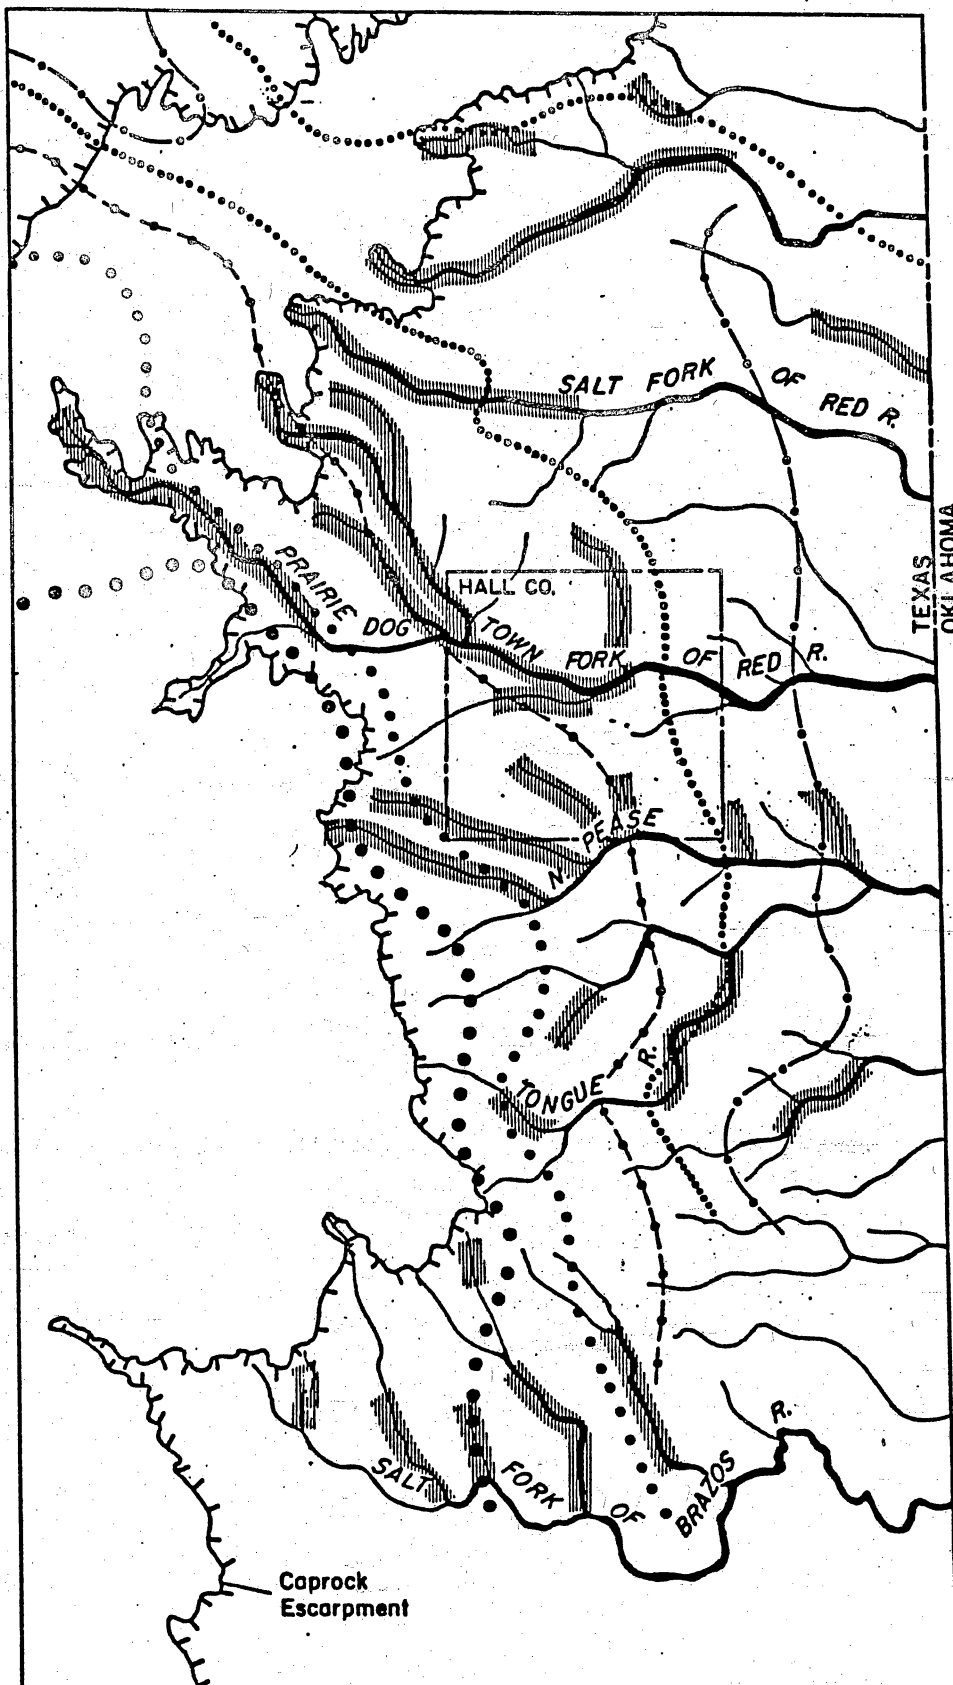 SALT FORK OF RED R.
TEXAS
OKLAHOMA
HALL CO.
PRAIRIE DOG TOWN FORK OF RED R.
N PEASE
TONGUE R.
SALT FORK OF BRAZOS R.
Caprock
Escarpment